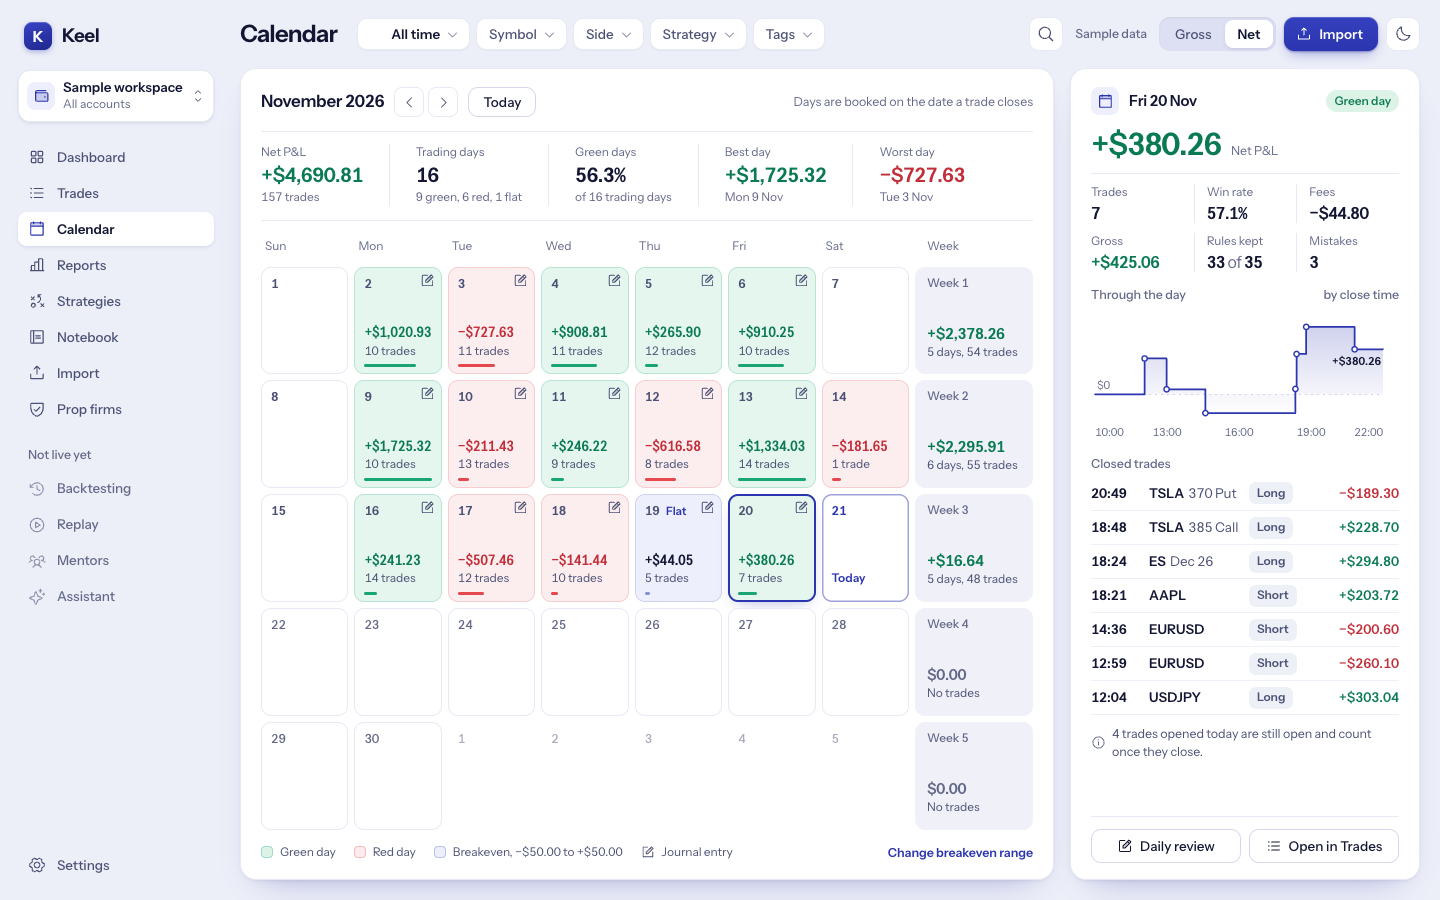 K Keel
Sample workspace
All accounts
Dashboard
Trades
Calendar
Reports
Strategies
Notebook
Import
Prop firms
Not live yet
Backtesting
Replay
Mentors
Assistant
Settings
Calendar
All time
Symbol
Side
Strategy
Tags
Sample data
Gross
Net
Import
November 2026
Today
Days are booked on the date a trade closes
Net P&L
+$4,690.81
157 trades
Trading days
16
9 green, 6 red, 1 flat
Green days
56.3%
of 16 trading days
Best day
+$1,725.32
Mon 9 Nov
Worst day
−$727.63
Tue 3 Nov
Sun Mon Tue Wed Thu Fri Sat Week
1
2
+$1,020.93
10 trades
3
−$727.63
11 trades
4
+$908.81
11 trades
5
+$265.90
12 trades
6
+$910.25
10 trades
7
Week 1
+$2,378.26
5 days, 54 trades
8
9
+$1,725.32
10 trades
10
−$211.43
13 trades
11
+$246.22
9 trades
12
−$616.58
8 trades
13
+$1,334.03
14 trades
14
−$181.65
1 trade
Week 2
+$2,295.91
6 days, 55 trades
15
16
+$241.23
14 trades
17
−$507.46
12 trades
18
−$141.44
10 trades
19 Flat
+$44.05
5 trades
20
+$380.26
7 trades
21
Today
Week 3
+$16.64
5 days, 48 trades
22
23
24
25
26
27
28
Week 4
$0.00
No trades
29
30
1
2
3
4
5
Week 5
$0.00
No trades
Green day
Red day
Breakeven, −$50.00 to +$50.00
Journal entry
Change breakeven range
Fri 20 Nov
Green day
+$380.26 Net P&L
Trades
7
Win rate
57.1%
Fees
−$44.80
Gross
+$425.06
Rules kept
33 of 35
Mistakes
3
Through the day
by close time
$0
+$380.26
10:00 13:00 16:00 19:00 22:00
Closed trades
20:49 TSLA 370 Put Long −$189.30
18:48 TSLA 385 Call Long +$228.70
18:24 ES Dec 26 Long +$294.80
18:21 AAPL Short +$203.72
14:36 EURUSD Short −$200.60
12:59 EURUSD Short −$260.10
12:04 USDJPY Long +$303.04
4 trades opened today are still open and count
once they close.
Daily review
Open in Trades